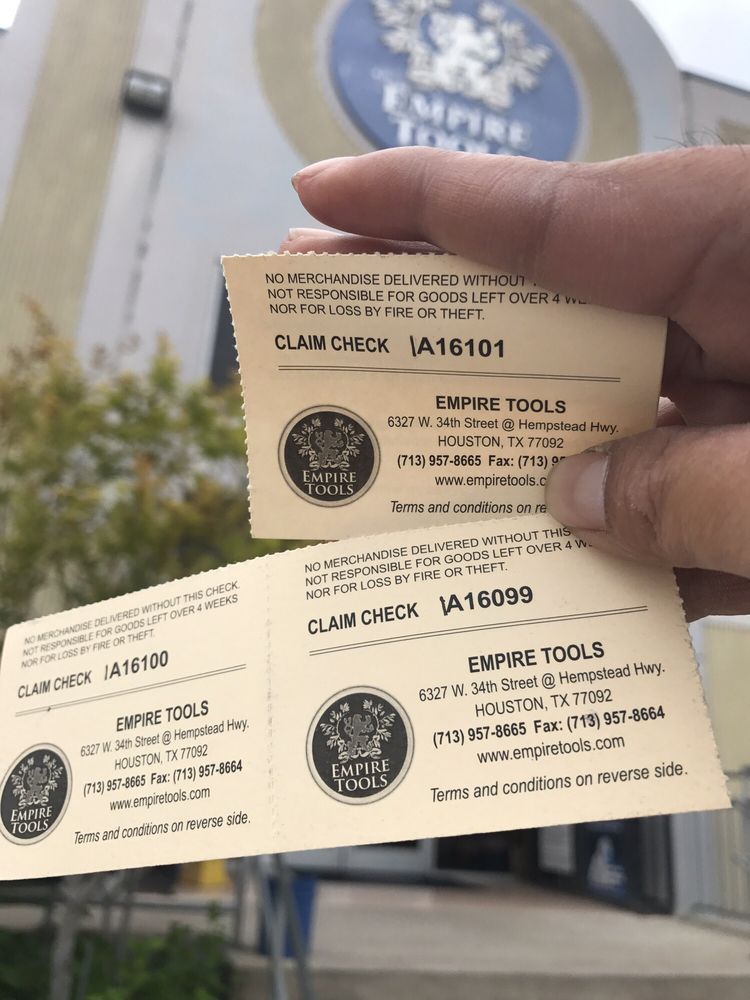 EMPIRE
TOOLS
NO MERCHANDISE DELIVERED WITHOUT
NOT RESPONSIBLE FOR GOODS LEFT OVER 4
NOR FOR LOSS BY FIRE OR THEFT.
CLAIM CHECK \A16101
EMPIRE TOOLS
6327 W. 34th Street @ Hempstead Hwy.
HOUSTON, TX 77092
(713) 957-8665 Fax: (713)
www.empiretools.c
Terms and conditions on
EMPIRE
TOOLS
NO MERCHANDISE DELIVERED WITHOUT THIS
NOT RESPONSIBLE FOR GOODS LEFT OVER 4
NOR FOR LOSS BY FIRE OR THEFT.
CLAIM CHECK \A16099
EMPIRE TOOLS
6327 W. 34th Street @ Hempstead Hwy.
HOUSTON, TX 77092
(713) 957-8665 Fax: (713) 957-8664
www.empiretools.com
Terms and conditions on reverse side.
EMPIRE
TOOLS
NO MERCHANDISE DELIVERED WITHOUT THIS CHECK.
NOT RESPONSIBLE FOR GOODS LEFT OVER 4 WEEKS
NOR FOR LOSS BY FIRE OR THEFT.
CLAIM CHECK \A16100
EMPIRE TOOLS
6327 W. 34th Street @ Hempstead Hwy.
HOUSTON, TX 77092
(713) 957-8665 Fax: (713) 957-8664
www.empiretools.com
Terms and conditions on reverse side.
EMPIRE
TOOLS